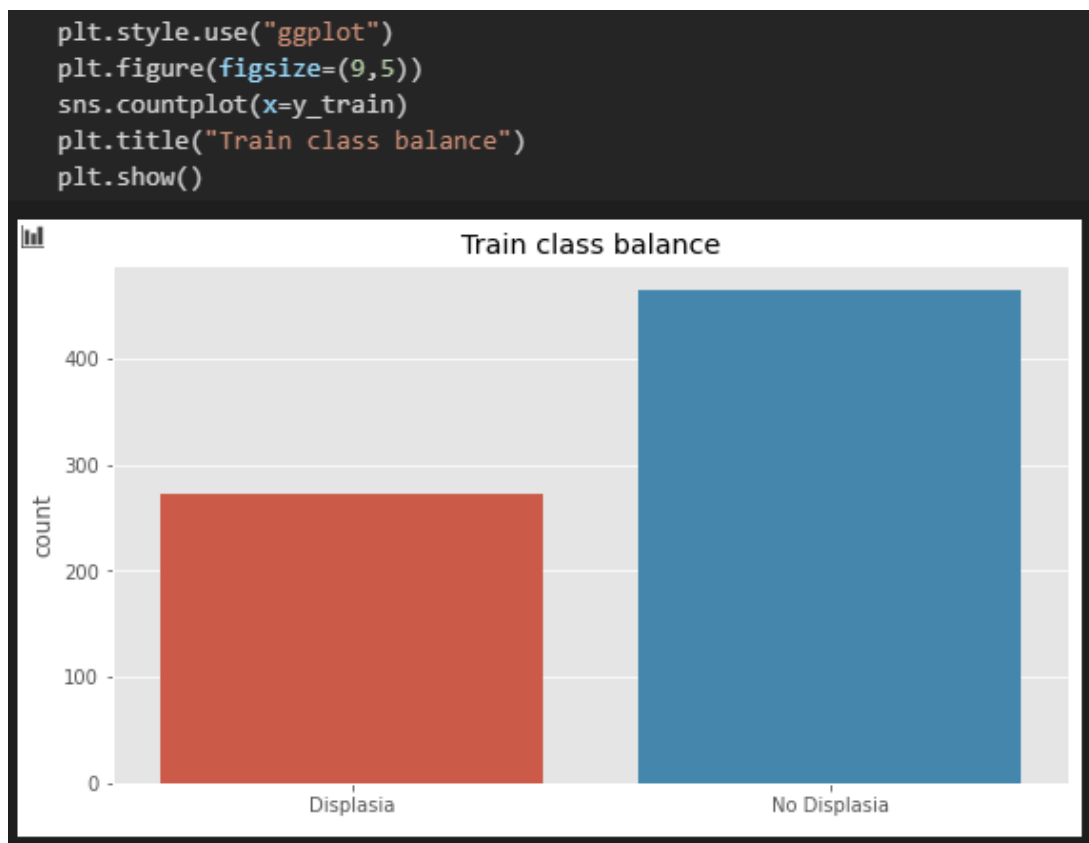 plt.style.use("ggplot")
plt.figure(figsize=(9,5))
sns.countplot(x=y_train)
plt.title("Train class balance")
plt.show()
Train class balance
400
300
200
100
0
count
Displasia
No Displasia